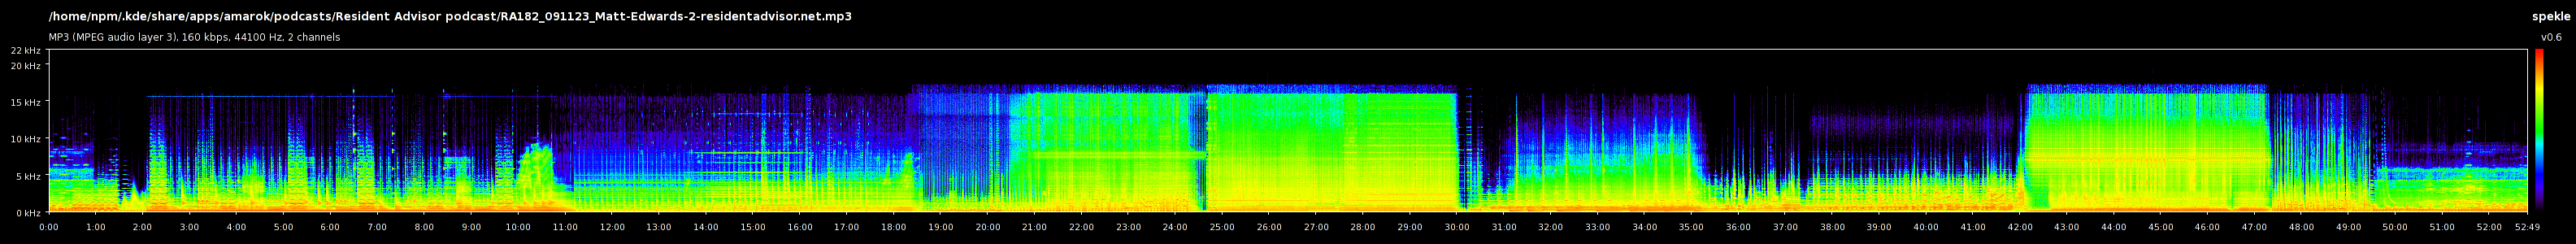 /home/npm/.kde/share/apps/amarok/podcasts/Resident Advisor podcast/RA182_091123_Matt-Edwards-2-residentadvisor.net.mp3 spekle
MP3 (MPEG audio layer 3), 160 kbps, 44100 Hz, 2 channels v0.6
22 kHz
20 kHz
15 kHz
10 kHz
5 kHz
0 kHz
0:00 1:00 2:00 3:00 4:00 5:00 6:00 7:00 8:00 9:00 10:00 11:00 12:00 13:00 14:00 15:00 16:00 17:00 18:00 19:00 20:00 21:00 22:00 23:00 24:00 25:00 26:00 27:00 28:00 29:00 30:00 31:00 32:00 33:00 34:00 35:00 36:00 37:00 38:00 39:00 40:00 41:00 42:00 43:00 44:00 45:00 46:00 47:00 48:00 49:00 50:00 51:00 52:00 52:49